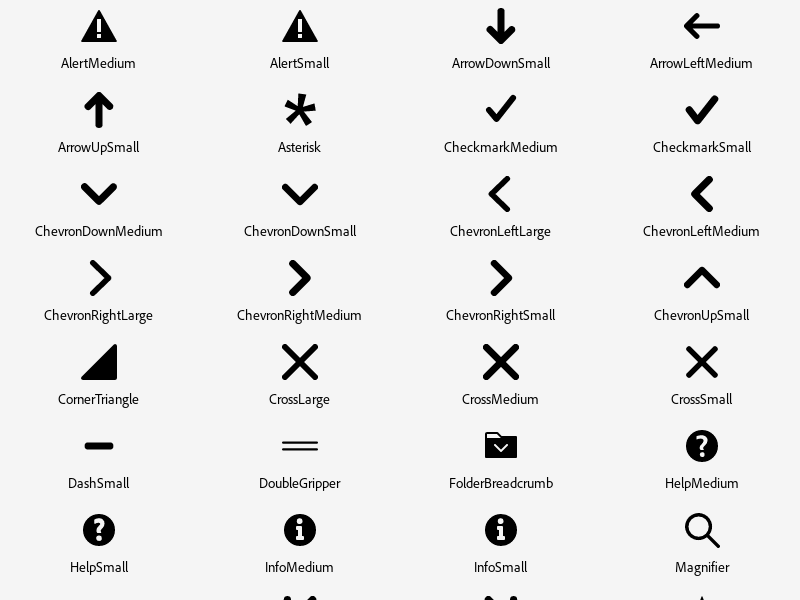 AlertMedium
AlertSmall
ArrowDownSmall
ArrowLeftMedium
ArrowUpSmall
Asterisk
CheckmarkMedium
CheckmarkSmall
ChevronDownMedium
ChevronDownSmall
ChevronLeftLarge
ChevronLeftMedium
ChevronRightLarge
ChevronRightMedium
ChevronRightSmall
ChevronUpSmall
CornerTriangle
CrossLarge
CrossMedium
CrossSmall
DashSmall
DoubleGripper
FolderBreadcrumb
HelpMedium
HelpSmall
InfoMedium
InfoSmall
Magnifier